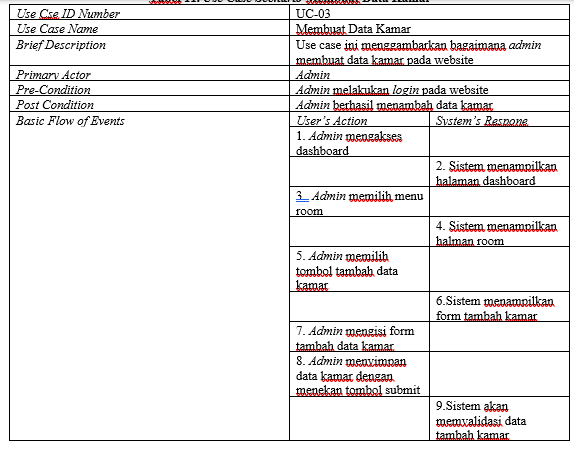 Use Cse ID Number UC-03
Use Case Name Membuat Data Kamar
Brief Description Use case ini menggambarkan bagaimana admin
membuat data kamar pada website
Primary Actor Admin
Pre-Condition Admin melakukan login pada website
Post Condition Admin berhasil menambah data kamar
Basic Flow of Events User's Action System's Respone
1. Admin mengakses
dashboard
2. Sistem menampilkan
halaman dashboard
3. Admin memilih menu
room
4. Sistem menampilkan
halman room
5. Admin memilih
tombol tambah data
kamar
6.Sistem menampilkan
form tambah kamar
7. Admin mengisi form
tambah data kamar
8. Admin menyimpan
data kamar dengan
menekan tombol submit
9.Sistem akan
memvalidasi data
tambah kamar